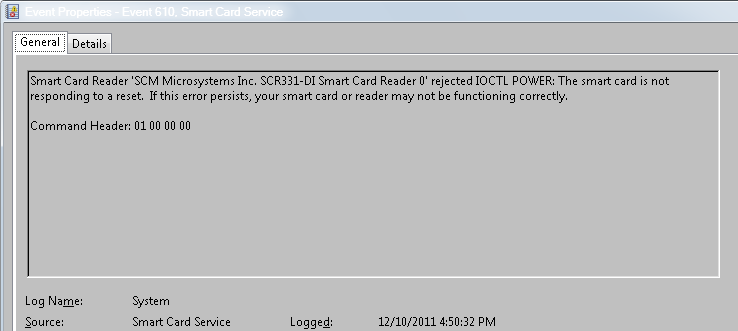 Event Properties - Event 610, Smart Card Service
General Details
Smart Card Reader 'SCM Microsystems Inc. SCR331-DI Smart Card Reader 0' rejected IOCTL POWER: The smart card is not
responding to a reset.  If this error persists, your smart card or reader may not be functioning correctly.
Command Header: 01 00 00 00
Log Name: System
Source: Smart Card Service Logged: 12/10/2011 4:50:32 PM